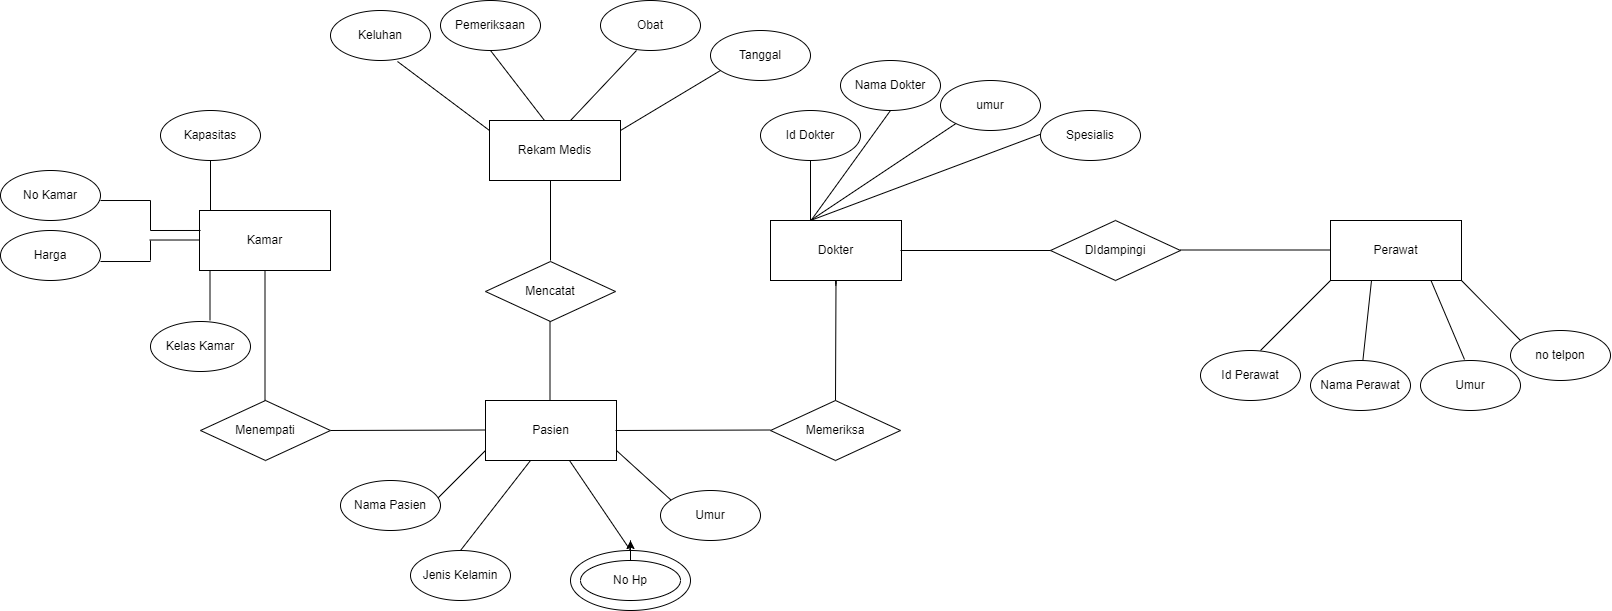 Keluhan
Pemeriksaan
Obat
Tanggal
Nama Dokter
umur
Id Dokter
Spesialis
Kapasitas
Rekam Medis
No Kamar
Kamar
Harga
Dokter
DIdampingi
Perawat
Mencatat
Kelas Kamar
no telpon
Id Perawat
Nama Perawat
Umur
Menempati
Pasien
Memeriksa
Nama Pasien
Umur
Jenis Kelamin
No Hp